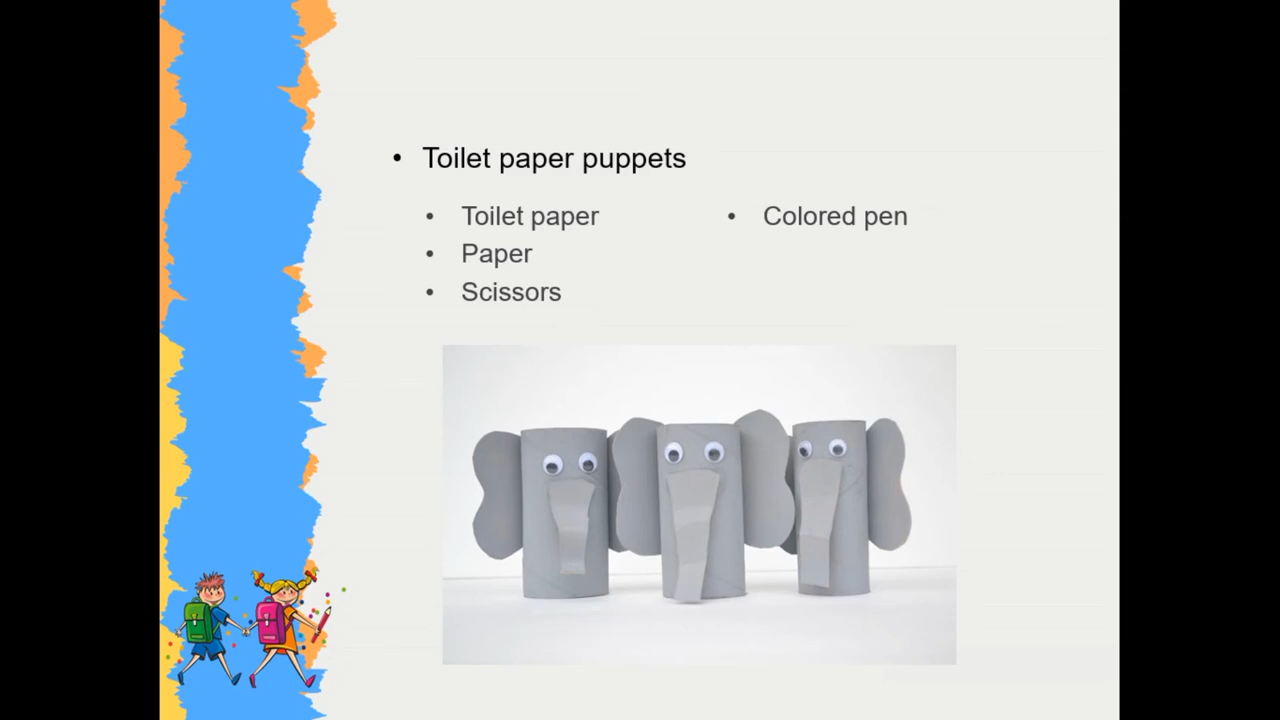 • Toilet paper puppets
• Toilet paper
• Paper
• Scissors
• Colored pen